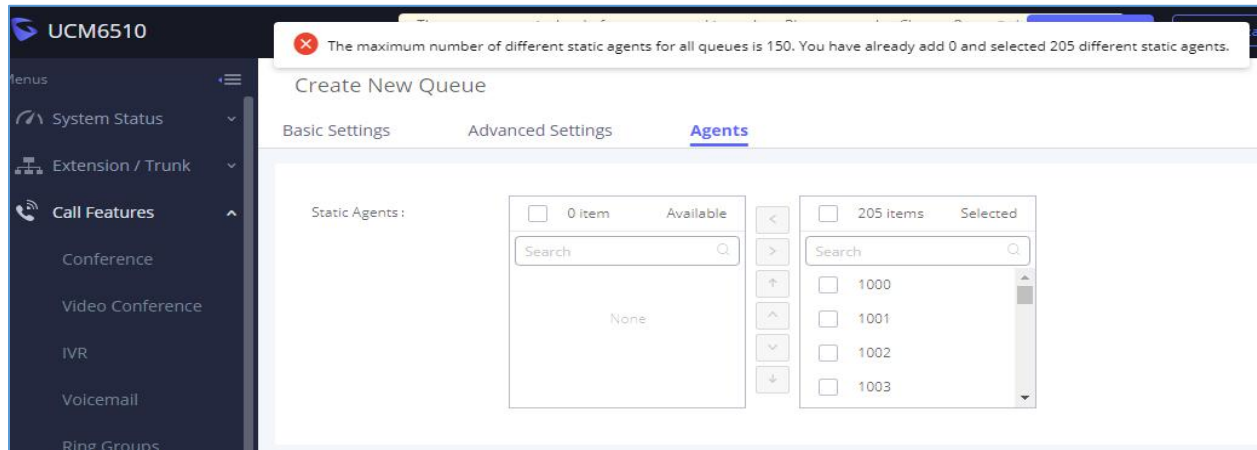 UCM6510
The maximum number of different static agents for all queues is 150. You have already add 0 and selected 205 different static agents.
Menus
Create New Queue
System Status
Basic Settings Advanced Settings Agents
Extension / Trunk
Call Features
Static Agents :
0 item Available
205 items Selected
Search
Search
None
1000
1001
1002
1003
Conference
Video Conference
IVR
Voicemail
Ring Groups